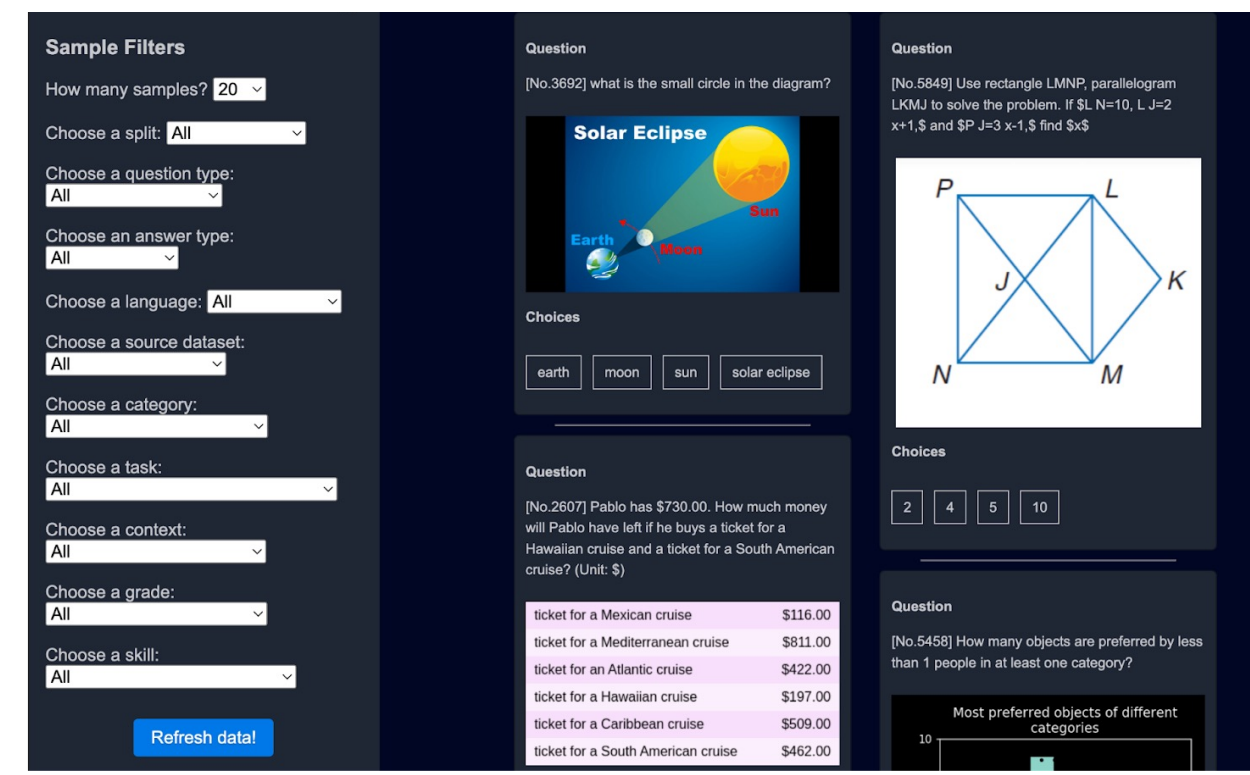 Sample Filters
How many samples? 20
Choose a split: All
Choose a question type:
All
Choose an answer type:
All
Choose a language: All
Choose a source dataset:
All
Choose a category:
All
Choose a task:
All
Choose a context:
All
Choose a grade:
All
Choose a skill:
All
Refresh data!
Question
[No.3692] what is the small circle in the diagram?
Solar Eclipse
Sun
Earth
Moon
Choices
earth moon sun solar eclipse
Question
[No.2607] Pablo has $730.00. How much money
will Pablo have left if he buys a ticket for a
Hawaiian cruise and a ticket for a South American
cruise? (Unit: $)
ticket for a Mexican cruise $116.00
ticket for a Mediterranean cruise $811.00
ticket for an Atlantic cruise $422.00
ticket for a Hawaiian cruise $197.00
ticket for a Caribbean cruise $509.00
ticket for a South American cruise $462.00
Question
[No.5849] Use rectangle LMNP, parallelogram
LKMJ to solve the problem. If $L N=10, L J=2
x+1,$ and $P J=3 x-1,$ find $x$
P L
J K
N M
Choices
2 4 5 10
Question
[No.5458] How many objects are preferred by less
than 1 people in at least one category?
Most preferred objects of different
categories
10